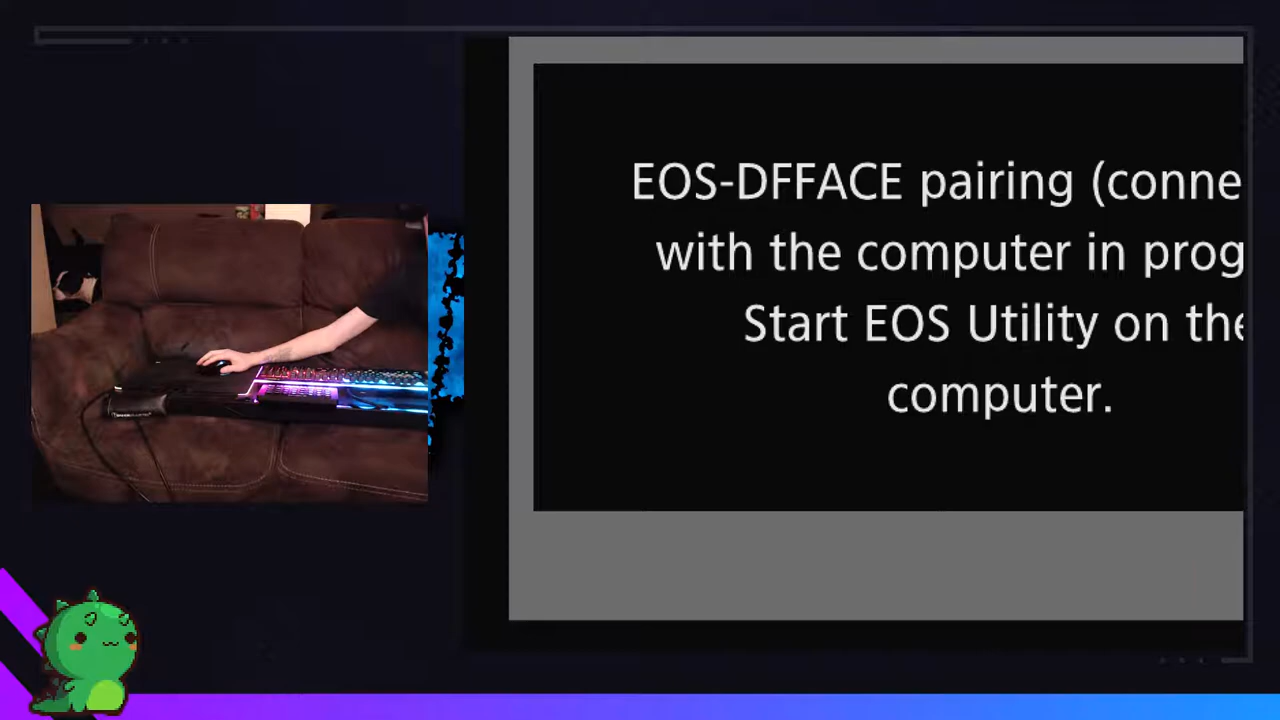 EOS-DFFACE pairing (conne
with the computer in prog
Start EOS Utility on the
computer.